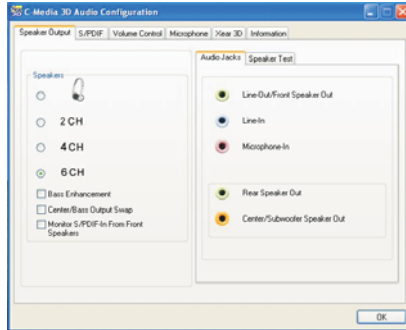 C-Media 3D Audio Configuration
Speaker Output S/PDIF Volume Control Microphone Xear 3D Information
Speakers
2 CH
4 CH
6 CH
Bass Enhancement
Center/Bass Output Swap
Monitor S/PDIF-In From Front
Speakers
Audio Jacks Speaker Test
Line-Out/Front Speaker Out
Line-In
Microphone-In
Rear Speaker Out
Center/Subwoofer Speaker Out
OK